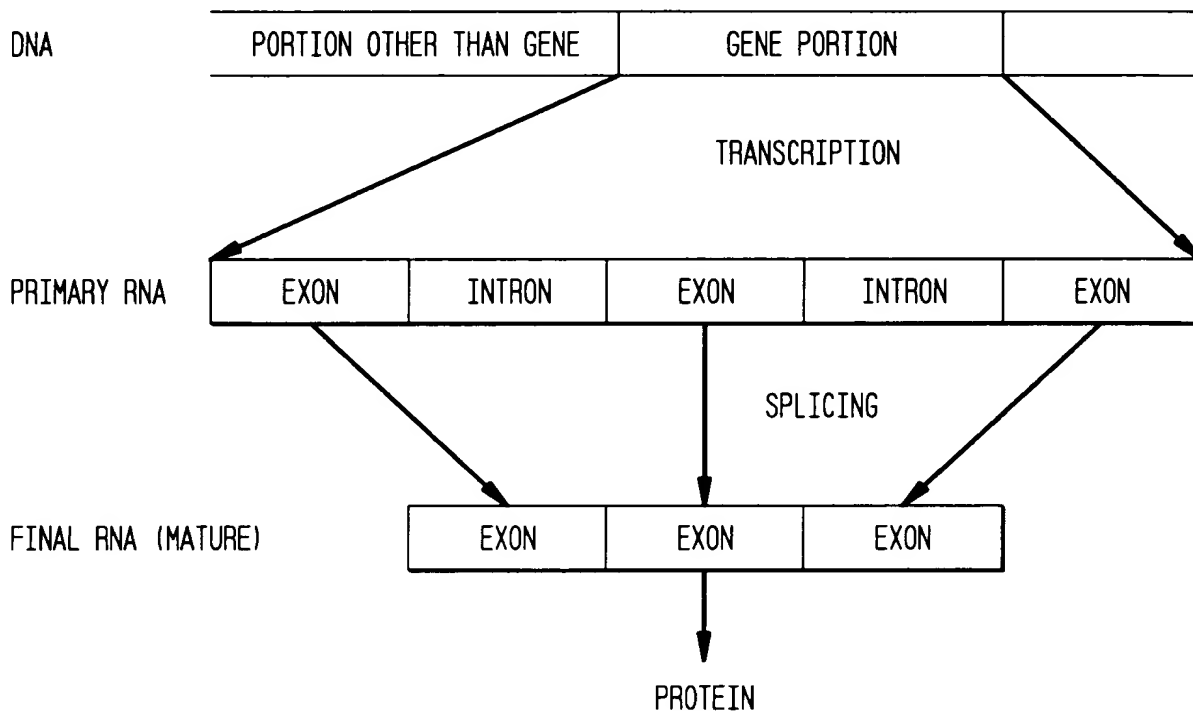 DNA PORTION OTHER THAN GENE GENE PORTION
TRANSCRIPTION
PRIMARY RNA EXON INTRON EXON INTRON EXON
SPLICING
FINAL RNA (MATURE) EXON EXON EXON
PROTEIN